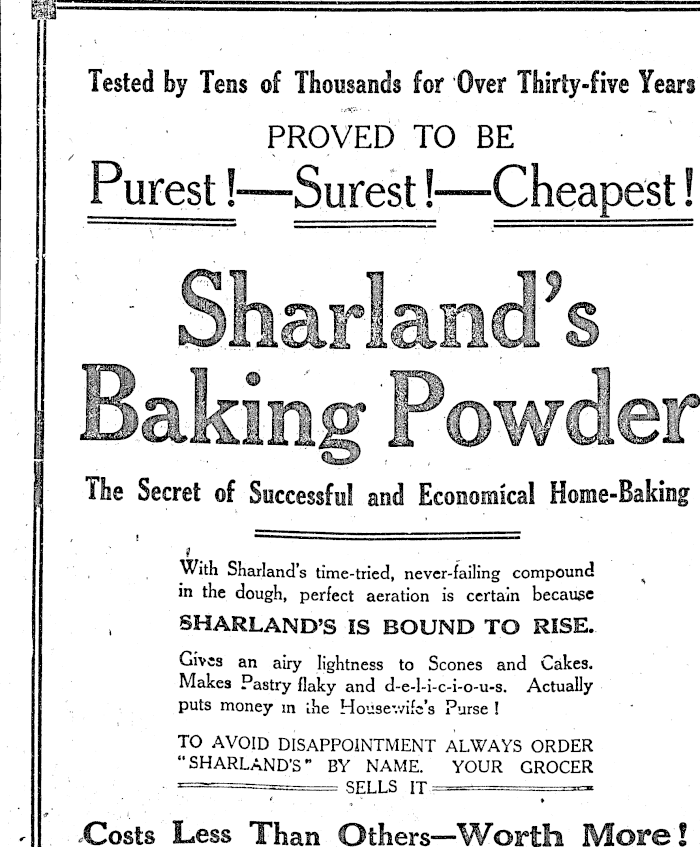 Tested by Tens of Thousands for Over Thirty-five Years
PROVED TO BE
Purest!—Surest!—Cheapest!
Sharland's
Baking Powder
The Secret of Successful and Economical Home-Baking
With Sharland's time-tried, never-failing compound
in the dough, perfect aeration is certain because
SHARLAND'S IS BOUND TO RISE.
Gives an airy lightness to Scones and Cakes.
Makes Pastry flaky and d-e-l-i-c-i-o-u-s. Actually
puts money in the Housewife's Purse!
TO AVOID DISAPPOINTMENT ALWAYS ORDER
"SHARLAND'S" BY NAME. YOUR GROCER
SELLS IT
Costs Less Than Others—Worth More!